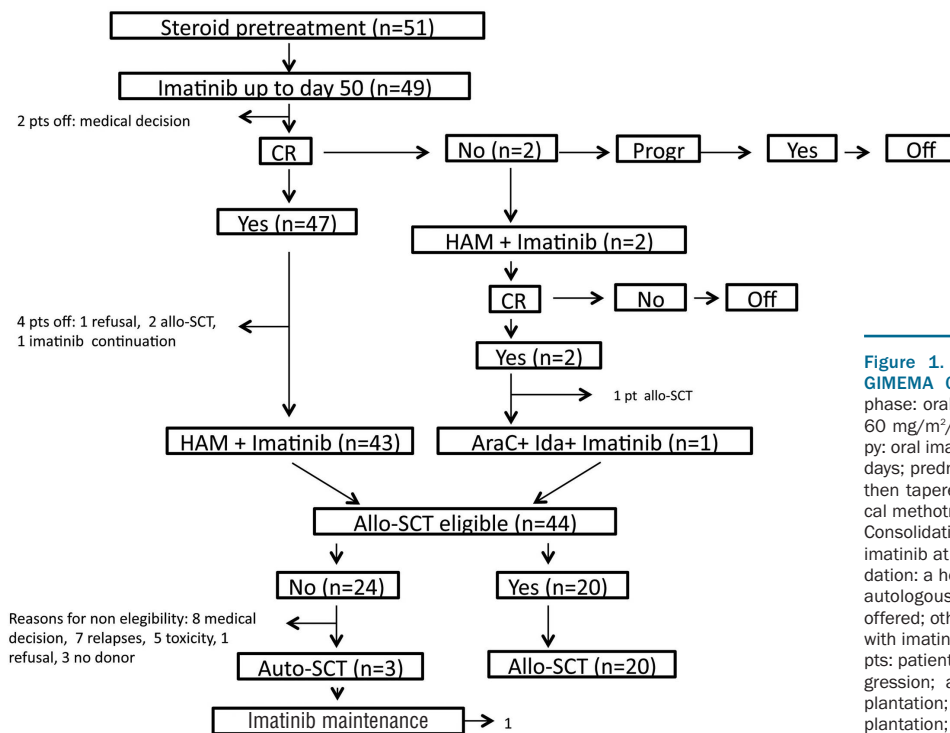 Steroid pretreatment (n=51)
Imatinib up to day 50 (n=49)
2 pts off: medical decision
CR
No (n=2)
Progr
Yes
Off
Yes (n=47)
HAM + Imatinib (n=2)
CR
No
Off
4 pts off: 1 refusal, 2 allo-SCT,
1 imatinib continuation
Yes (n=2)
1 pt allo-SCT
HAM + Imatinib (n=43)
AraC+ Ida+ Imatinib (n=1)
Allo-SCT eligible (n=44)
No (n=24)
Yes (n=20)
Reasons for non elegibility: 8 medical
decision, 7 relapses, 5 toxicity, 1
refusal, 3 no donor
Auto-SCT (n=3)
Allo-SCT (n=20)
Imatinib maintenance
1
Figure 1.
GIMEMA
phase: oral
60 mg/m²/
py: oral ima
days; predn
then tapere
cal methotr
Consolidati
imatinib at
dation: a he
autologous
offered; oth
with imatin
pts: patient
gression; a
plantation;
plantation;